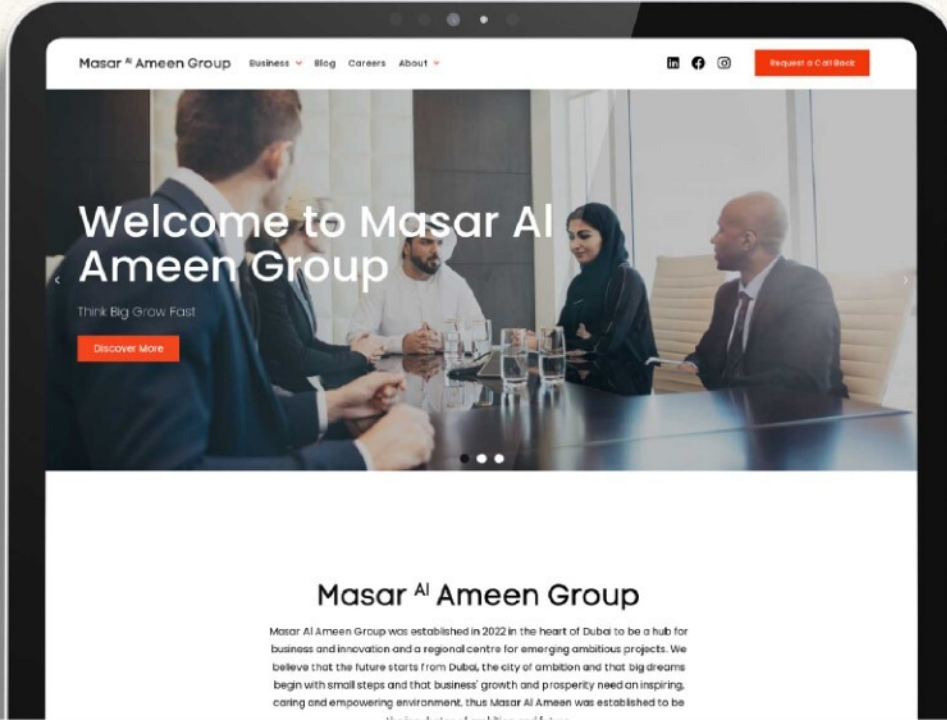 Masar Al Ameen Group Business Blog Careers About Request a Call Back
Welcome to Masar Al
Ameen Group
Think Big Grow Fast
Discover More
Masar Al Ameen Group
Masar Al Ameen Group was established in 2022 in the heart of Dubai to be a hub for
business and innovation and a regional centre for emerging ambitious projects. We
believe that the future starts from Dubai, the city of ambition and that big dreams
begin with small steps and that business' growth and prosperity need an inspiring,
caring and empowering environment, thus Masar Al Ameen was established to be